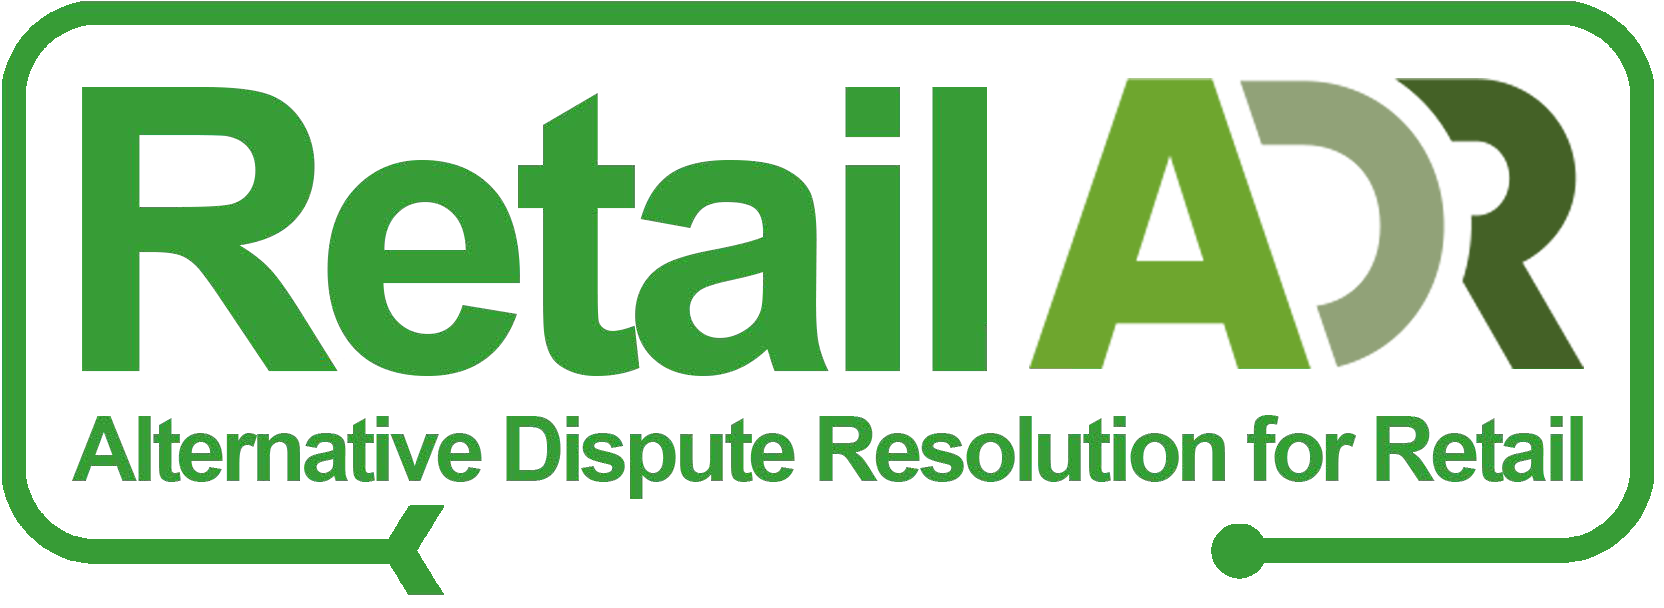 Retail ADR
Alternative Dispute Resolution for Retail